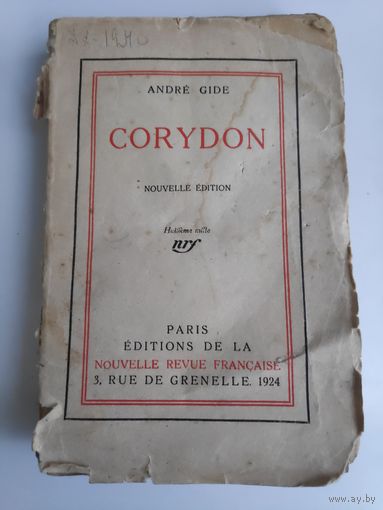 ANDRÉ GIDE
CORYDON
NOUVELLE ÉDITION
Huitième mille
nrf
PARIS
ÉDITIONS DE LA
NOUVELLE REVUE FRANÇAISE
3, RUE DE GRENELLE. 1924
www.ay.by